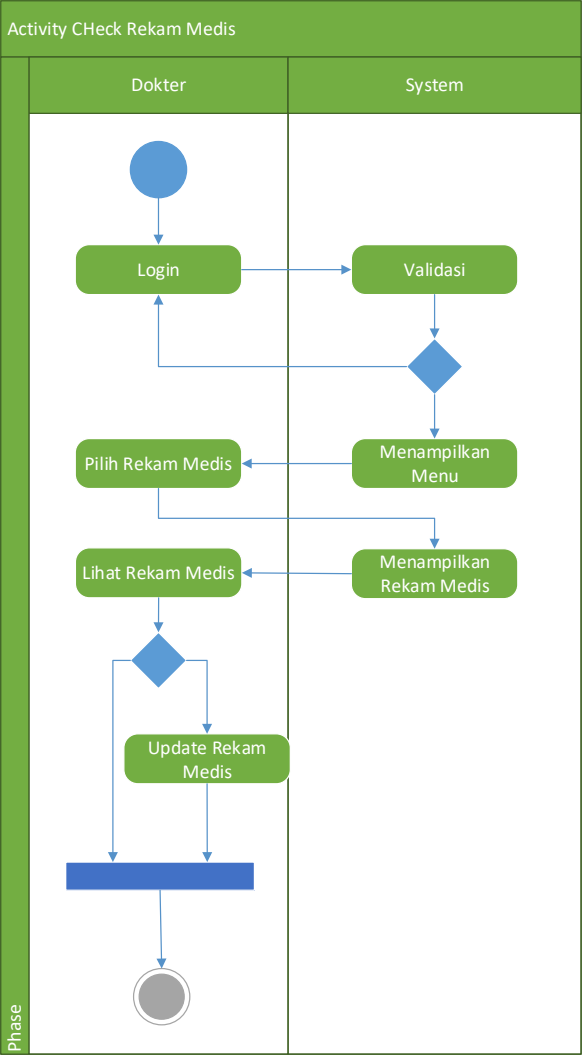 Activity CHeck Rekam Medis
Dokter
System
Login
Validasi
Menampilkan
Menu
Pilih Rekam Medis
Menampilkan
Rekam Medis
Lihat Rekam Medis
Update Rekam
Medis
Phase